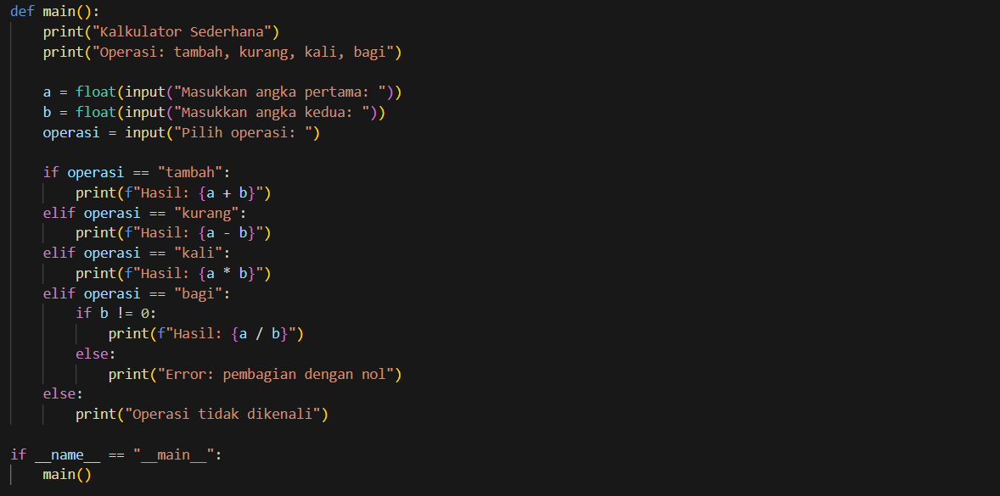 def main():
    print("Kalkulator Sederhana")
    print("Operasi: tambah, kurang, kali, bagi")

    a = float(input("Masukkan angka pertama: "))
    b = float(input("Masukkan angka kedua: "))
    operasi = input("Pilih operasi: ")

    if operasi == "tambah":
        print(f"Hasil: {a + b}")
    elif operasi == "kurang":
        print(f"Hasil: {a - b}")
    elif operasi == "kali":
        print(f"Hasil: {a * b}")
    elif operasi == "bagi":
        if b != 0:
            print(f"Hasil: {a / b}")
        else:
            print("Error: pembagian dengan nol")
    else:
        print("Operasi tidak dikenali")

if __name__ == "__main__":
    main()